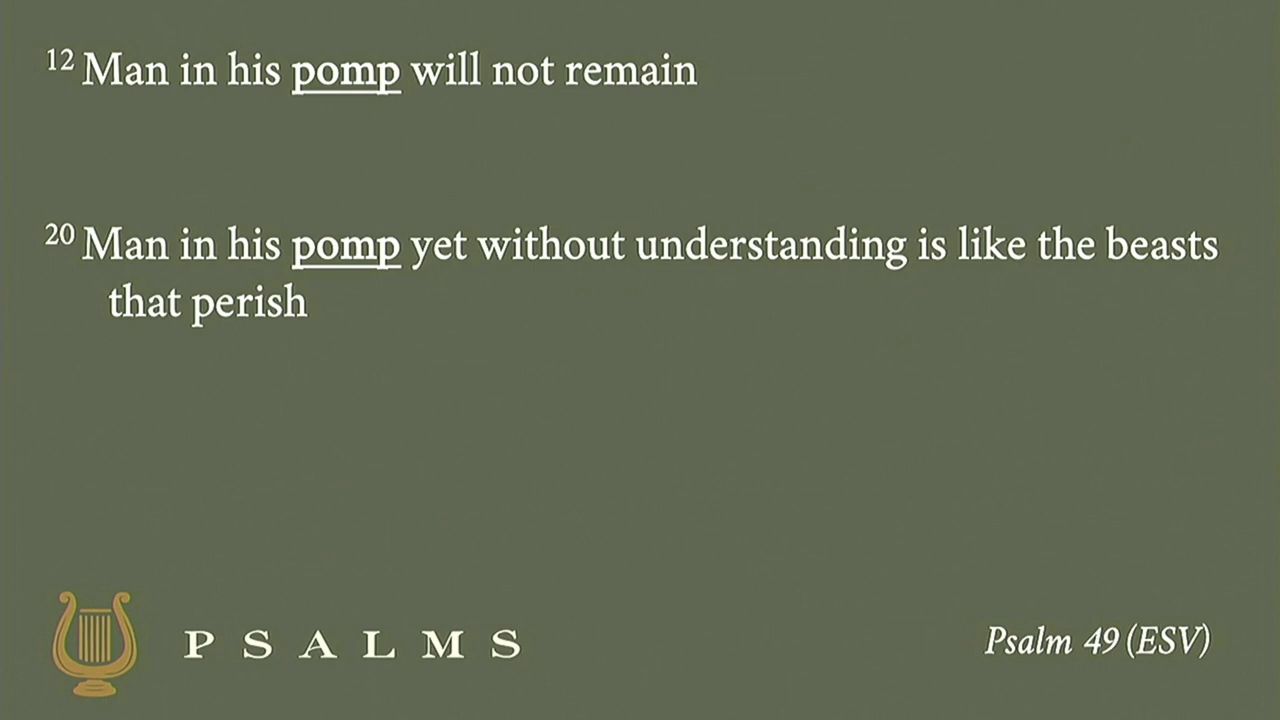 12 Man in his pomp will not remain
20 Man in his pomp yet without understanding is like the beasts
that perish
PSALMS
Psalm 49 (ESV)